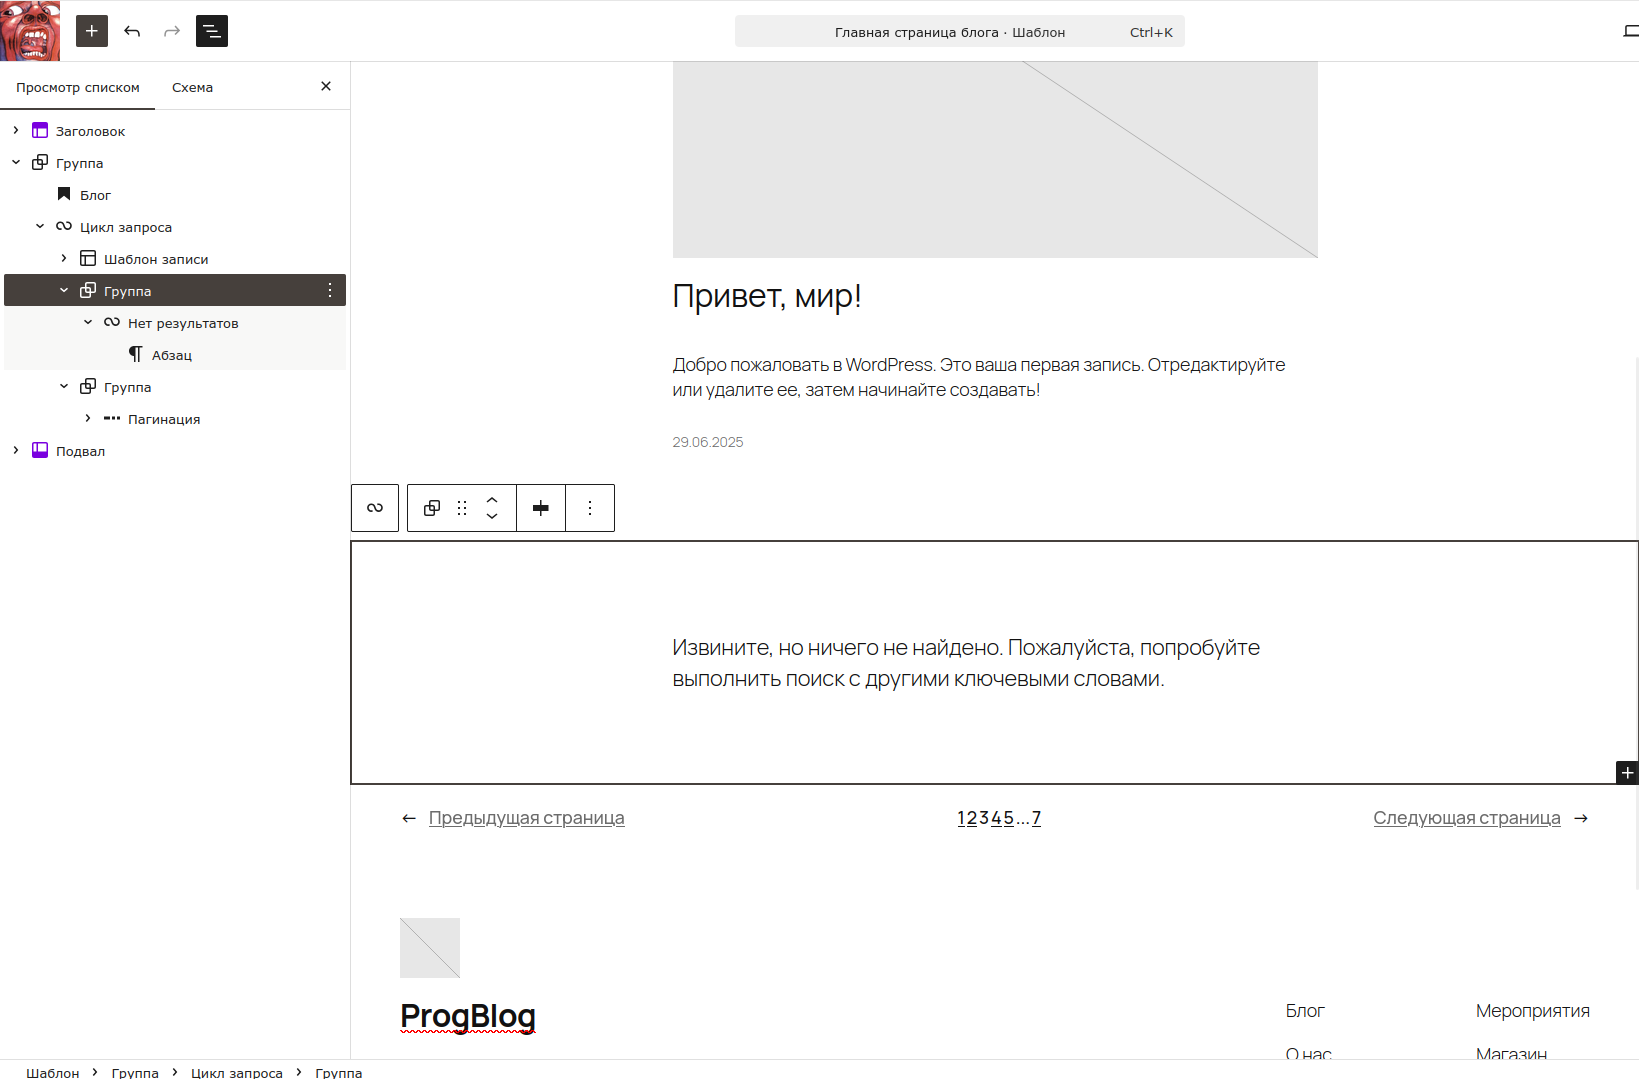 Главная страница блога · Шаблон Ctrl+K
Просмотр списком Схема
Заголовок
Группа
Блог
Цикл запроса
Шаблон записи
Группа
Нет результатов
Абзац
Группа
Пагинация
Подвал
Привет, мир!
Добро пожаловать в WordPress. Это ваша первая запись. Отредактируйте
или удалите ее, затем начинайте создавать!
29.06.2025
Извините, но ничего не найдено. Пожалуйста, попробуйте
выполнить поиск с другими ключевыми словами.
← Предыдущая страница 12345...7 Следующая страница →
ProgBlog
Блог Мероприятия
О нас Магазин
Шаблон > Группа > Цикл запроса > Группа